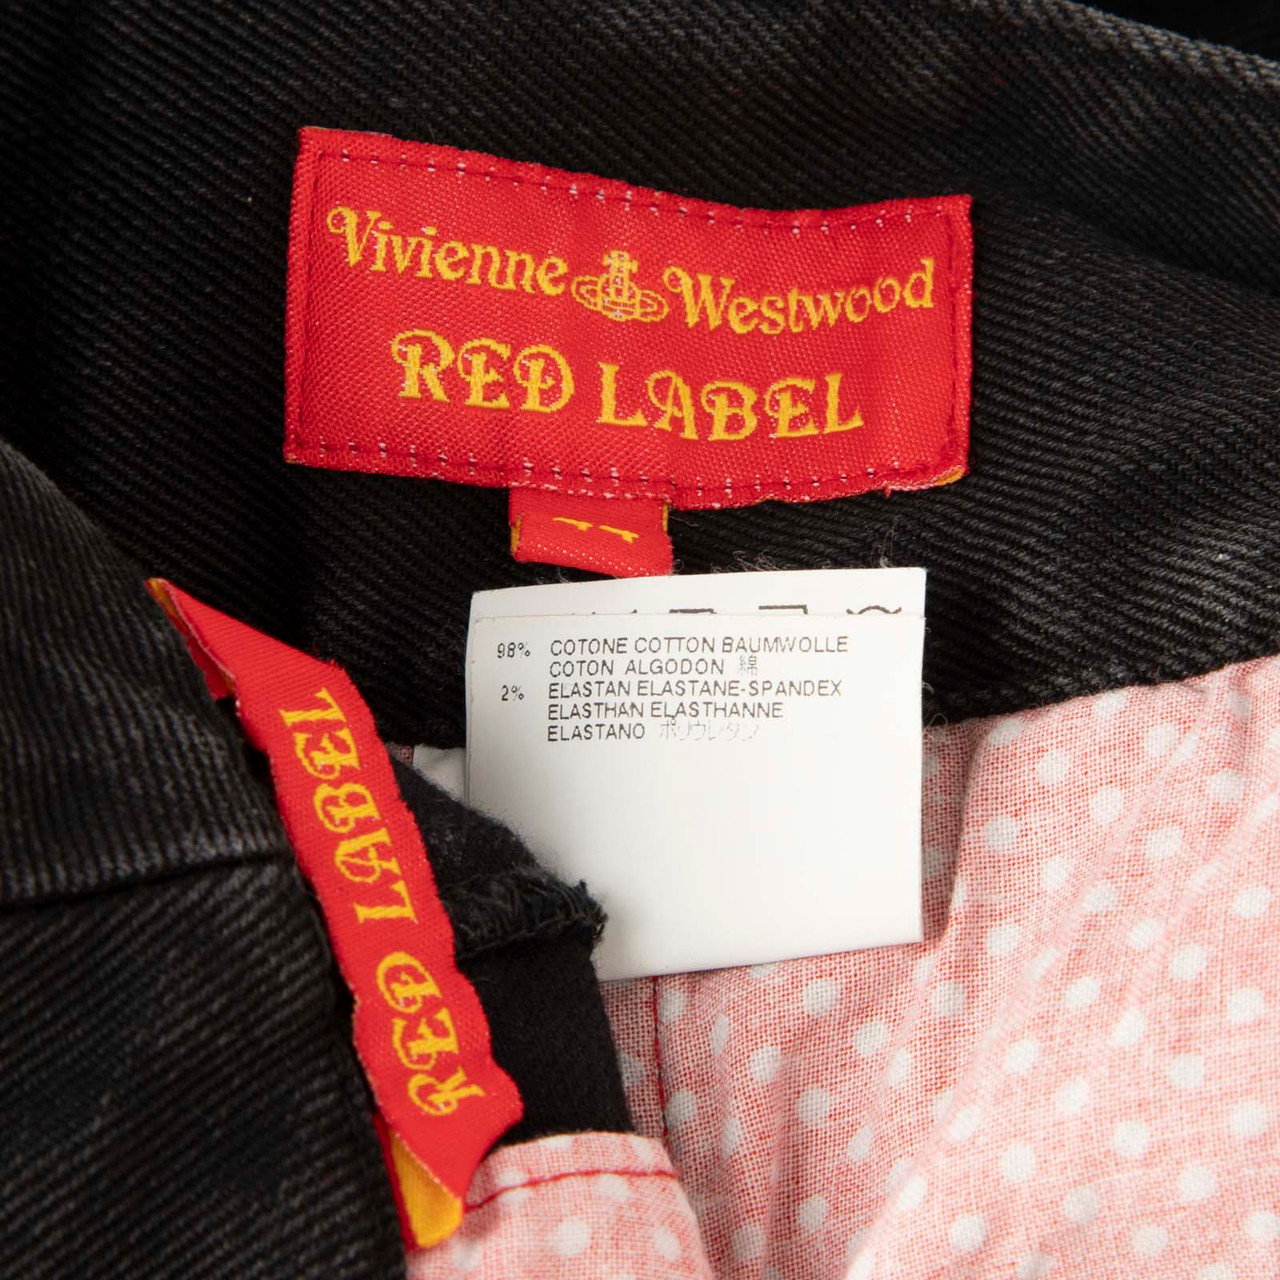 Vivienne Westwood
RED LABEL
98% COTONE COTTON BAUMWOLLE
COTON ALGODON 綿
2% ELASTAN ELASTANE-SPANDEX
ELASTHAN ELASTHANNE
ELASTANO ポリウレタン
RED LABEL